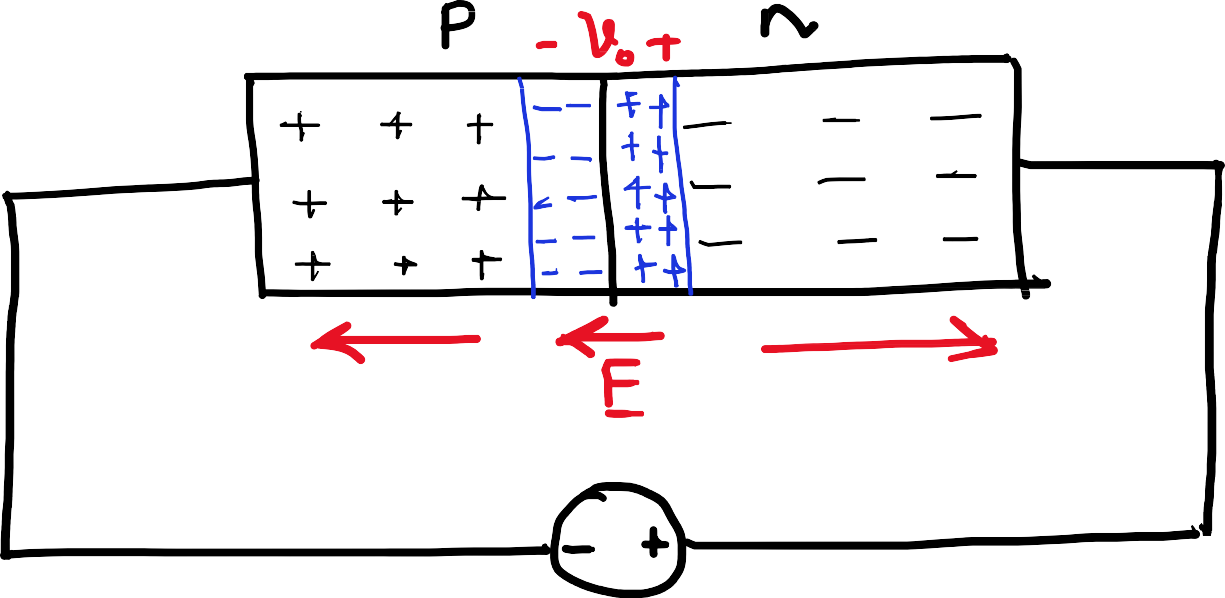 P
n
- V₀ +
+ + + - - + + - - -
- - + +
+ + + - - + + - - -
- - + +
+ + + - - + + - - -
E
- +